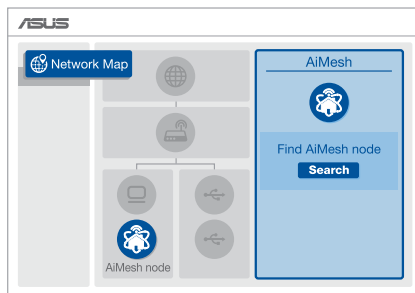 ASUS
Network Map
AiMesh
Find AiMesh node
Search
AiMesh node